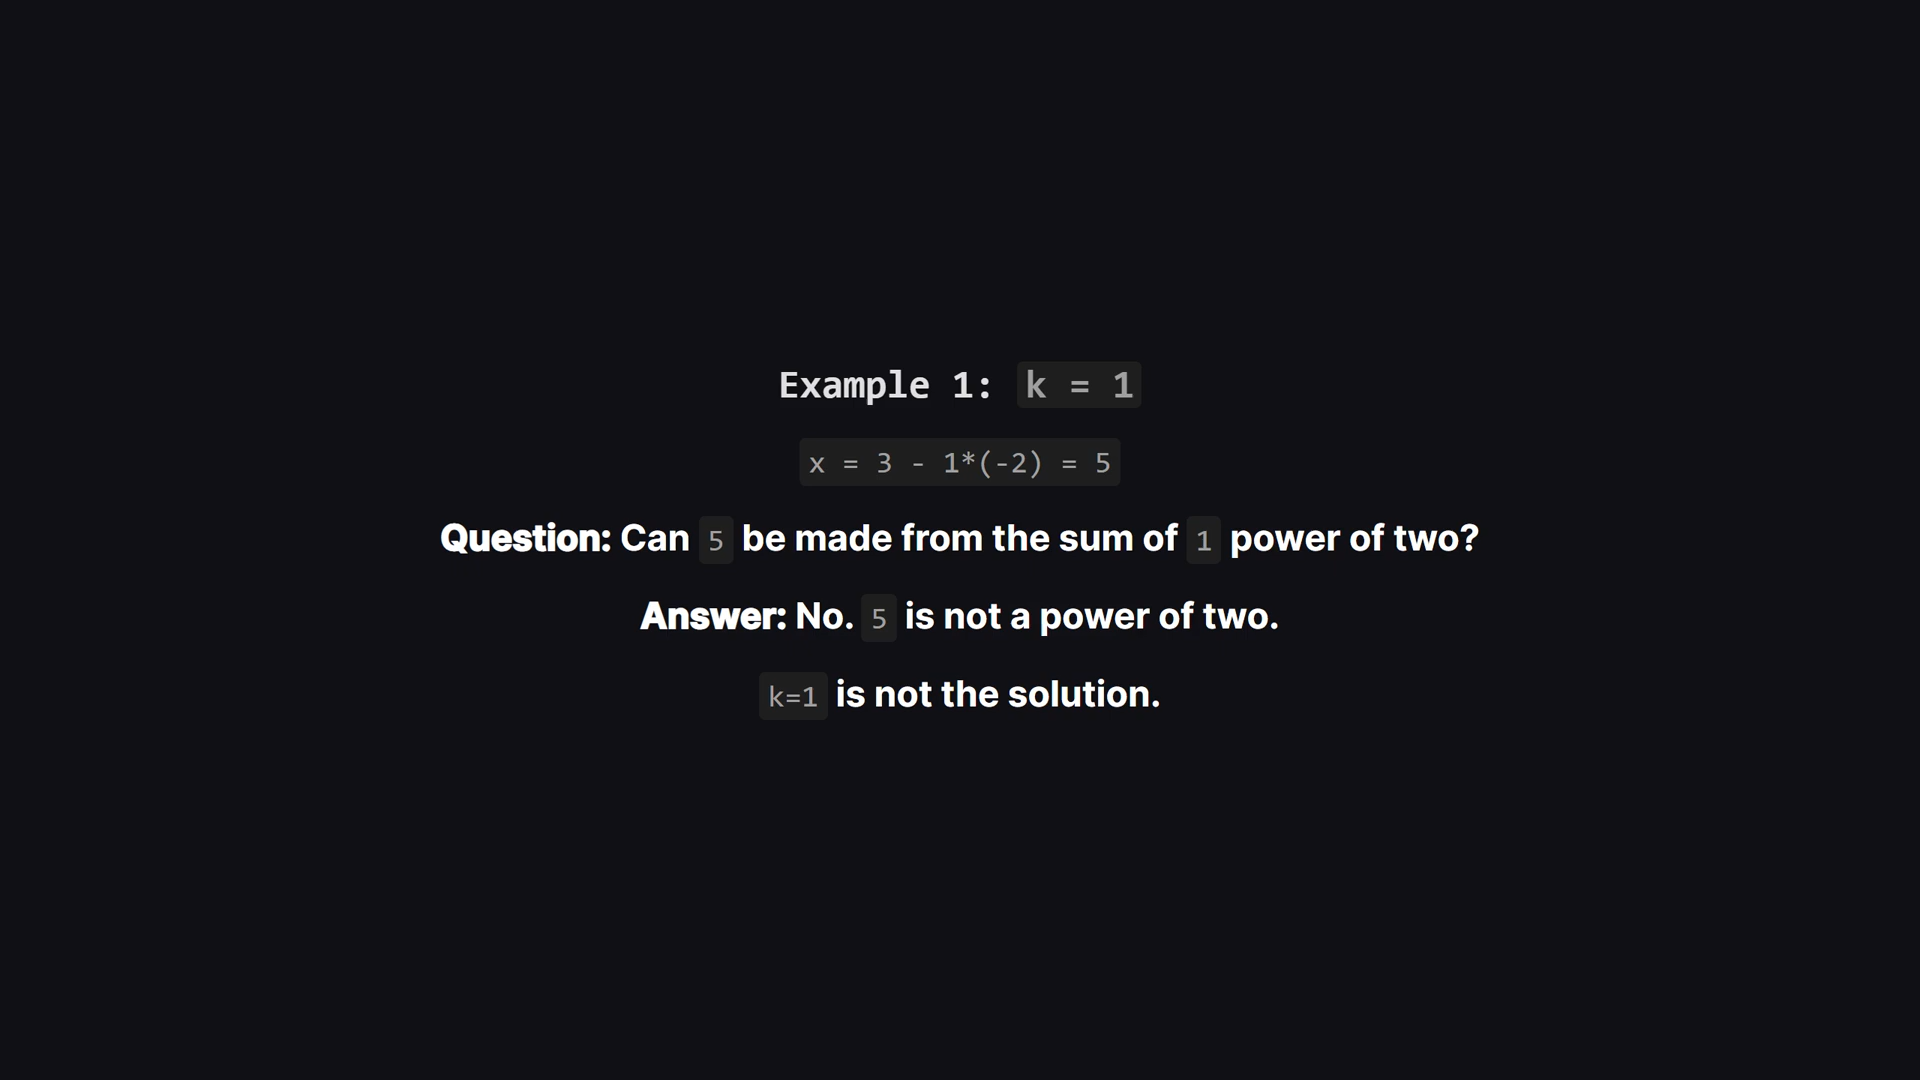 Example 1: k = 1
x = 3 - 1*(-2) = 5
Question: Can 5 be made from the sum of 1 power of two?
Answer: No. 5 is not a power of two.
k=1 is not the solution.